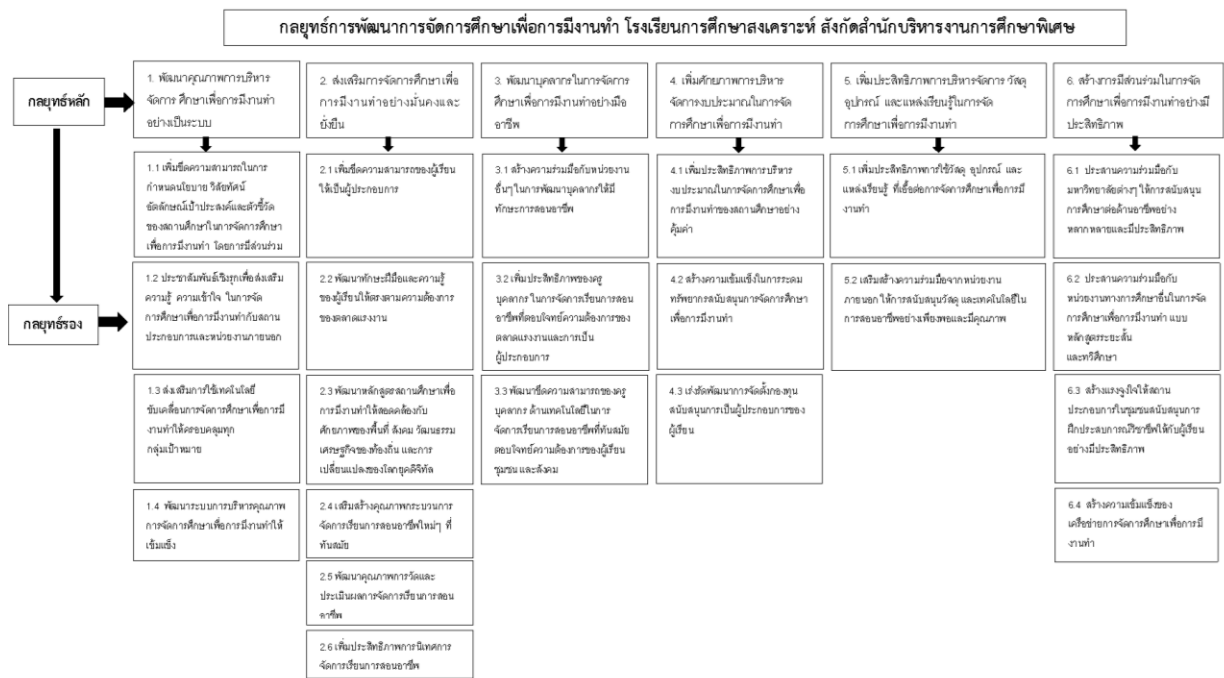 กลยุทธ์การพัฒนาการจัดการศึกษาเพื่อการมีงานทำ โรงเรียนการศึกษาสงเคราะห์ สังกัดสำนักบริหารงานการศึกษาพิเศษ
กลยุทธ์หลัก
1. พัฒนาคุณภาพการบริหาร
จัดการ ศึกษาเพื่อการมีงานทำ
อย่างเป็นระบบ
2. ส่งเสริมการจัดการศึกษา เพื่อ
การมีงานทำอย่างมั่นคงและ
ยั่งยืน
3. พัฒนาบุคลากรในการจัดการ
ศึกษาเพื่อการมีงานทำอย่างมือ
อาชีพ
4. เพิ่มศักยภาพการบริหาร
จัดการงบประมาณในการจัด
การศึกษาเพื่อการมีงานทำ
5. เพิ่มประสิทธิภาพการบริหารจัดการ วัสดุ
อุปกรณ์ และแหล่งเรียนรู้ในการจัด
การศึกษาเพื่อการมีงานทำ
6. สร้างการมีส่วนร่วมในการจัด
การศึกษาเพื่อการมีงานทำอย่างมี
ประสิทธิภาพ
กลยุทธ์รอง
1.1 เพิ่มขีดความสามารถในการ
กำหนดนโยบาย วิสัยทัศน์
อัตลักษณ์เป้าประสงค์และตัวชี้วัด
ของสถานศึกษาในการจัดการศึกษา
เพื่อการมีงานทำ โดยการมีส่วนร่วม
2.1 เพิ่มขีดความสามารถของผู้เรียน
ให้เป็นผู้ประกอบการ
3.1 สร้างความร่วมมือกับหน่วยงาน
อื่นๆ ในการพัฒนาบุคลากรให้มี
ทักษะการสอนอาชีพ
4.1 เพิ่มประสิทธิภาพการบริหาร
งบประมาณในการจัดการศึกษาเพื่อ
การมีงานทำของสถานศึกษาอย่าง
คุ้มค่า
5.1 เพิ่มประสิทธิภาพการใช้วัสดุ อุปกรณ์ และ
แหล่งเรียนรู้ ที่เอื้อต่อการจัดการศึกษาเพื่อการมี
งานทำ
6.1 ประสานความร่วมมือกับ
มหาวิทยาลัยต่างๆ ให้การสนับสนุน
การศึกษาต่อด้านอาชีพอย่าง
หลากหลายและมีประสิทธิภาพ
1.2 ประชาสัมพันธ์เชิงรุกเพื่อส่งเสริม
ความรู้ ความเข้าใจ ในการจัด
การศึกษาเพื่อการมีงานทำกับสถาน
ประกอบการและหน่วยงานภายนอก
2.2 พัฒนาทักษะฝีมือและความรู้
ของผู้เรียนให้ตรงตามความต้องการ
ของตลาดแรงงาน
3.2 เพิ่มประสิทธิภาพของครู
บุคลากร ในการจัดการเรียนการสอน
อาชีพที่ตอบโจทย์ความต้องการของ
ตลาดแรงงานและการเป็น
ผู้ประกอบการ
4.2 สร้างความเข้มแข็งในการระดม
ทรัพยากรสนับสนุนการจัดการศึกษา
เพื่อการมีงานทำ
5.2 เสริมสร้างความร่วมมือจากหน่วยงาน
ภายนอก ให้การสนับสนุนวัสดุ และเทคโนโลยีใน
การสอนอาชีพอย่างเพียงพอและมีคุณภาพ
6.2 ประสานความร่วมมือกับ
หน่วยงานทางการศึกษาอื่นในการจัด
การศึกษาเพื่อการมีงานทำ แบบ
หลักสูตรระยะสั้น
และทวิศึกษา
1.3 ส่งเสริมการใช้เทคโนโลยี
ขับเคลื่อนการจัดการศึกษาเพื่อการมี
งานทำให้ครอบคลุมทุก
กลุ่มเป้าหมาย
2.3 พัฒนาหลักสูตรสถานศึกษาเพื่อ
การมีงานทำให้สอดคล้องกับ
ศักยภาพของพื้นที่ สังคม วัฒนธรรม
เศรษฐกิจของท้องถิ่น และการ
เปลี่ยนแปลงของโลกยุคดิจิทัล
3.3 พัฒนาขีดความสามารถของครู
บุคลากร ด้านเทคโนโลยีในการ
จัดการเรียนการสอนอาชีพที่ทันสมัย
ตอบโจทย์ความต้องการของผู้เรียน
ชุมชน และสังคม
4.3 เร่งรัดพัฒนาการจัดตั้งกองทุน
สนับสนุนการเป็นผู้ประกอบการของ
ผู้เรียน
6.3 สร้างแรงจูงใจให้สถาน
ประกอบการในชุมชนสนับสนุนการ
ฝึกประสบการณ์วิชาชีพให้กับผู้เรียน
อย่างมีประสิทธิภาพ
1.4 พัฒนาระบบการบริหารคุณภาพ
การจัดการศึกษาเพื่อการมีงานทำให้
เข้มแข็ง
2.4 เสริมสร้างคุณภาพกระบวนการ
จัดการเรียนการสอนอาชีพใหม่ๆ ที่
ทันสมัย
6.4 สร้างความเข้มแข็งของ
เครือข่ายการจัดการศึกษาเพื่อการมี
งานทำ
2.5 พัฒนาคุณภาพการวัดและ
ประเมินผลการจัดการเรียนการสอน
อาชีพ
2.6 เพิ่มประสิทธิภาพการนิเทศการ
จัดการเรียนการสอนอาชีพ